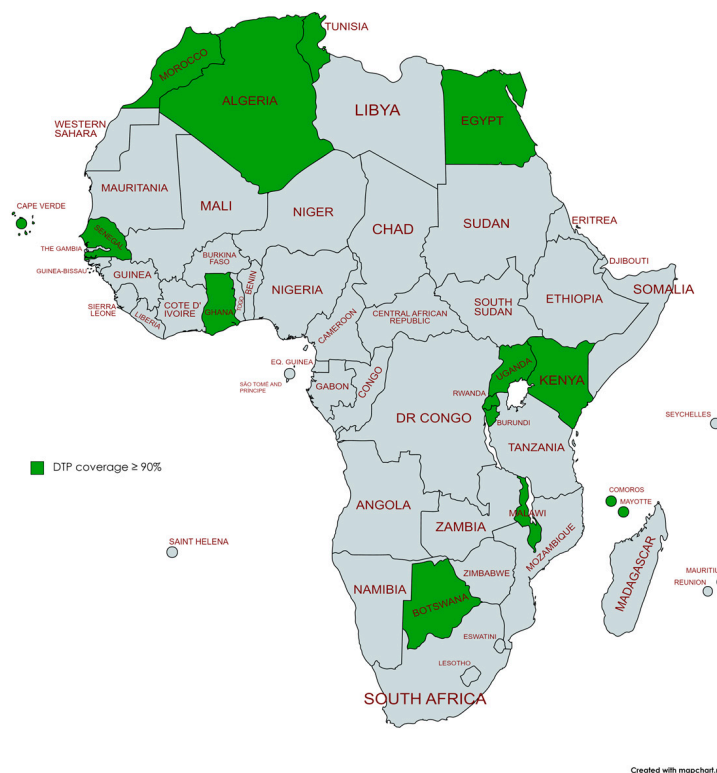 TUNISIA
MOROCCO
ALGERIA
LIBYA
EGYPT
WESTERN
SAHARA
MAURITANIA
MALI
NIGER
CHAD
SUDAN
ERITREA
CAPE VERDE
SENEGAL
THE GAMBIA
GUINEA-BISSAU
GUINEA
BURKINA
FASO
BENIN
TOGO
DJIBOUTI
SIERRA
LEONE
LIBERIA
COTE D'
IVOIRE
GHANA
NIGERIA
CAMEROON
CENTRAL AFRICAN
REPUBLIC
SOUTH
SUDAN
ETHIOPIA
SOMALIA
EQ. GUINEA
SÃO TOMÉ AND
PRÍNCIPE
GABON
CONGO
DR CONGO
UGANDA
KENYA
RWANDA
BURUNDI
TANZANIA
SEYCHELLES
DTP coverage ≥ 90%
ANGOLA
ZAMBIA
MALAWI
MOZAMBIQUE
COMOROS
MAYOTTE
SAINT HELENA
NAMIBIA
ZIMBABWE
BOTSWANA
MADAGASCAR
MAURITIU
REUNION
ESWATINI
LESOTHO
SOUTH AFRICA
Created with mapchart.n